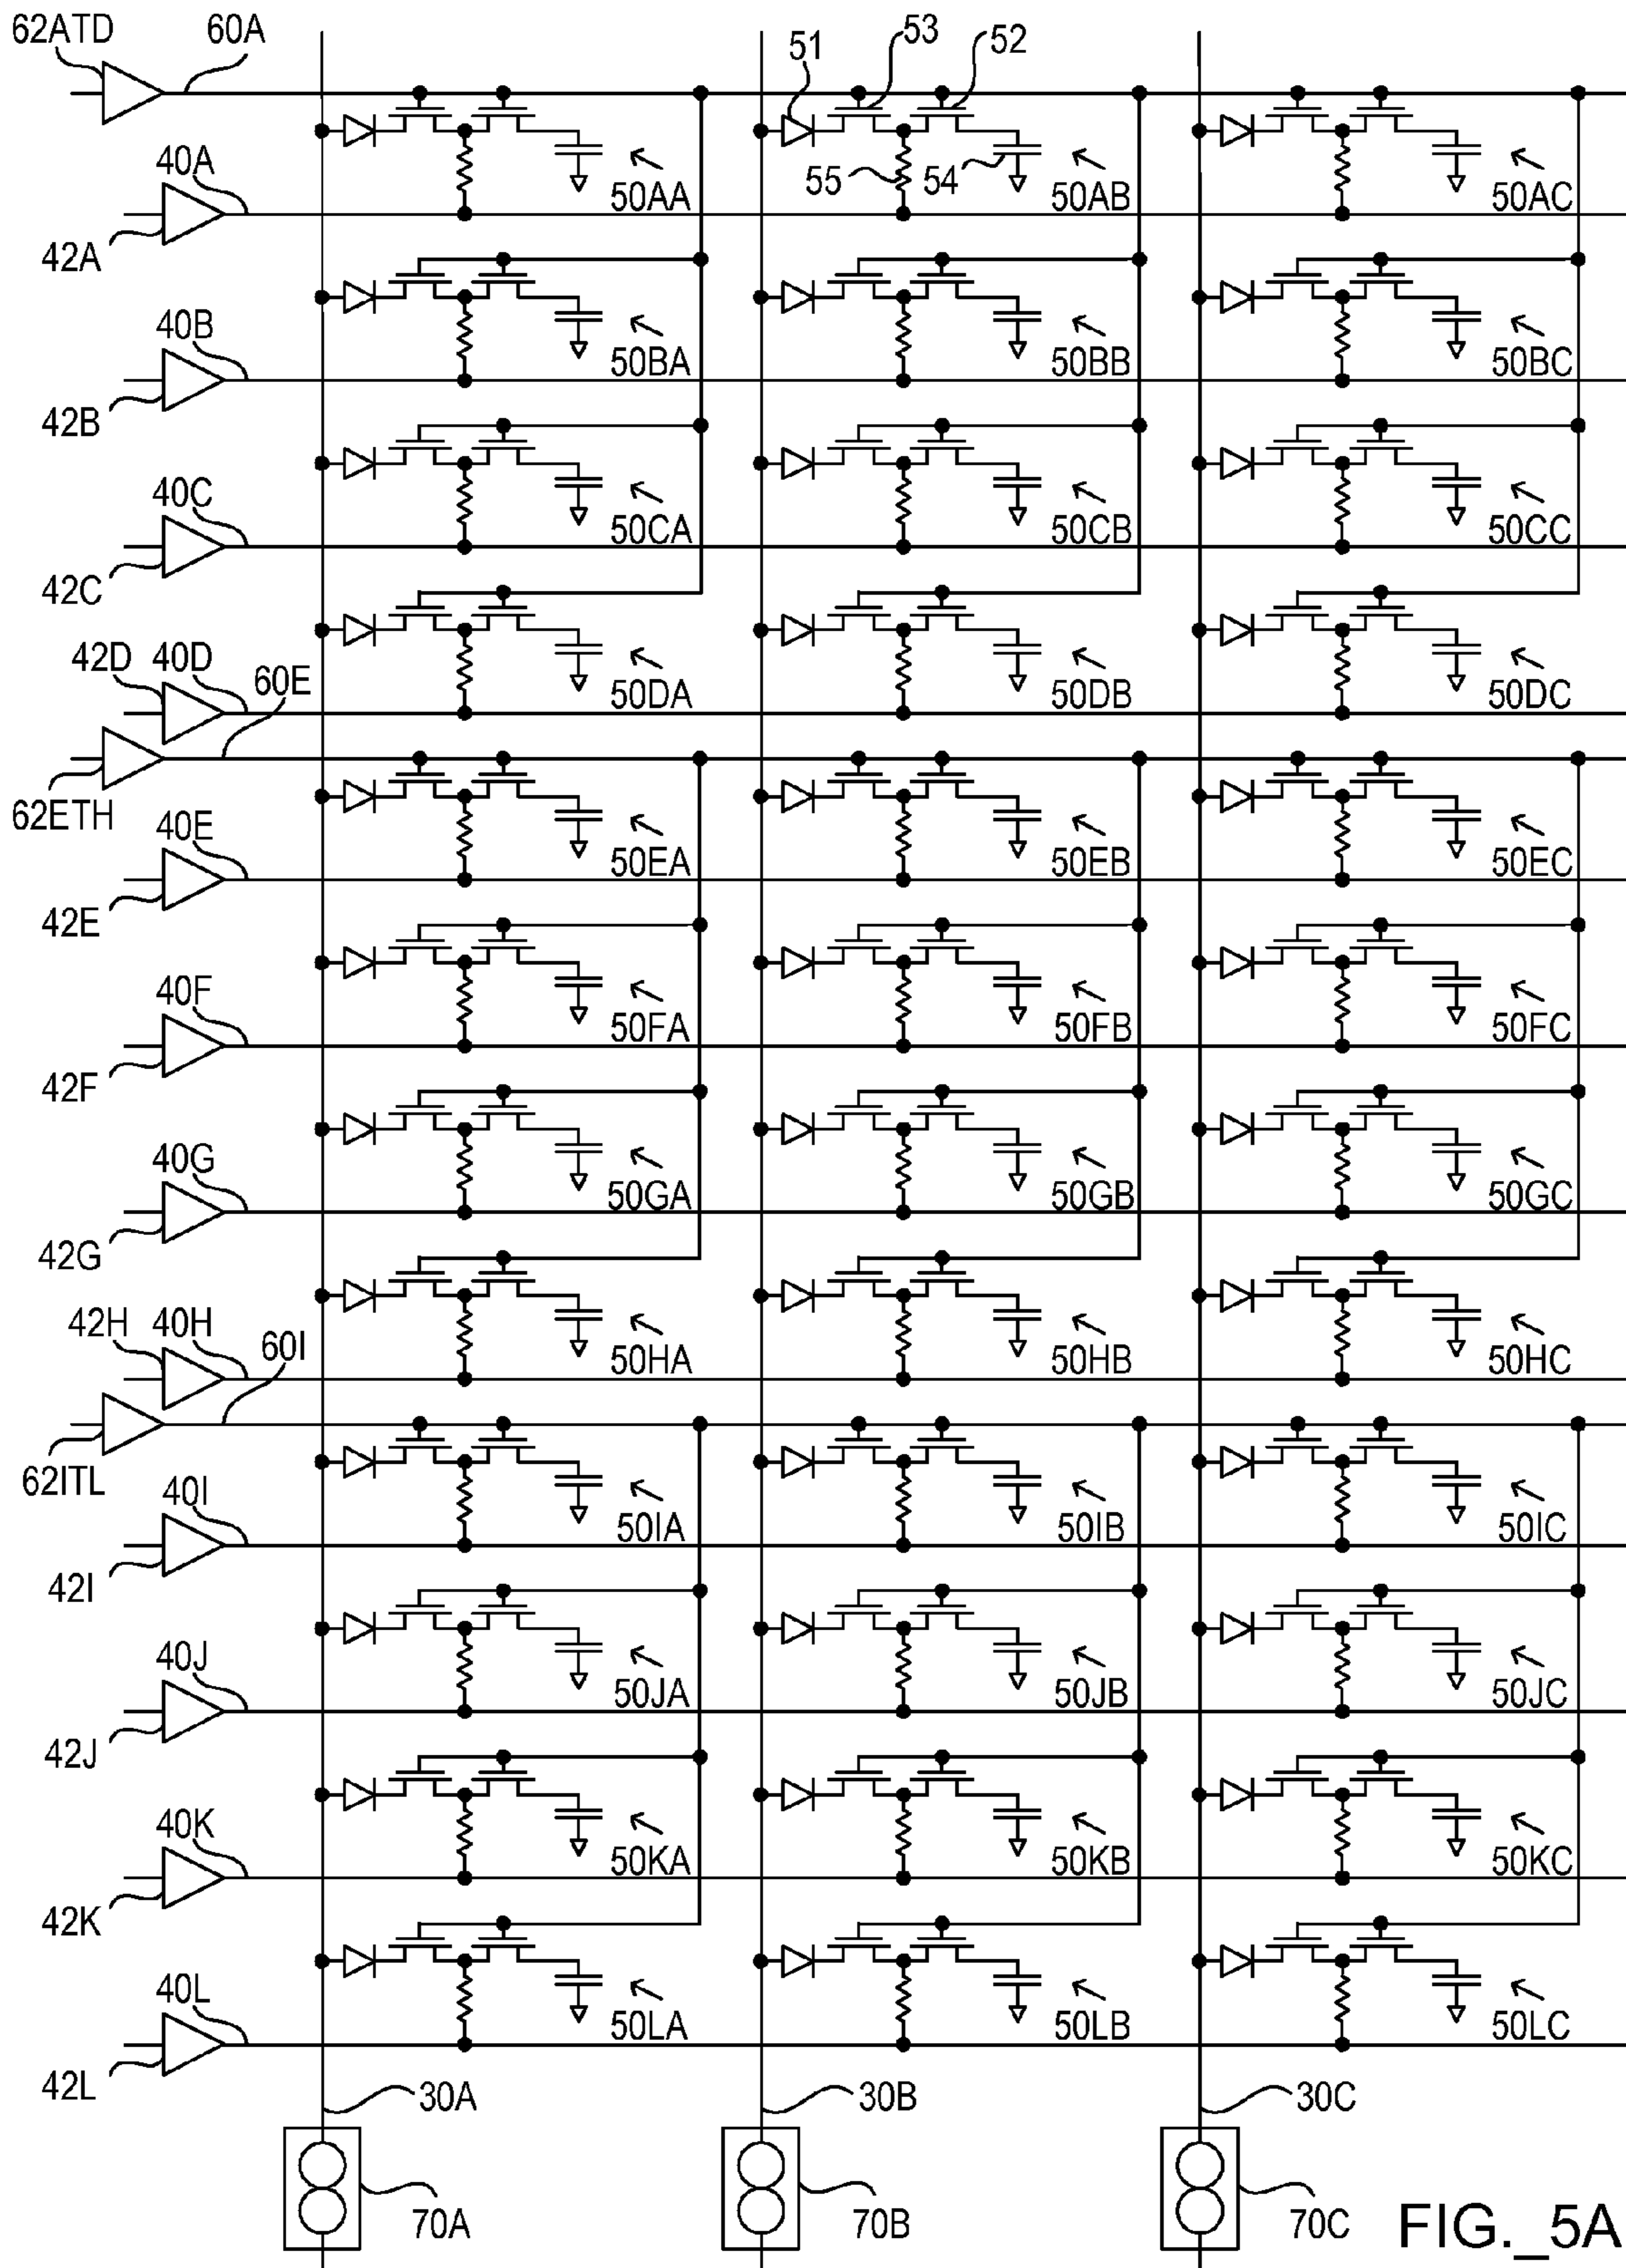 62ATD 60A 51 53 52
40A 55 54 50AA 50AB 50AC
42A
40B 50BA 50BB 50BC
42B
40C 50CA 50CB 50CC
42C
42D 40D 60E 50DA 50DB 50DC
62ETH
40E 50EA 50EB 50EC
42E
40F 50FA 50FB 50FC
42F
40G 50GA 50GB 50GC
42G
42H 40H 60I 50HA 50HB 50HC
62ITL
40I 50IA 50IB 50IC
42I
40J 50JA 50JB 50JC
42J
40K 50KA 50KB 50KC
42K
40L 50LA 50LB 50LC
42L
30A 30B 30C
70A 70B 70C
FIG._5A